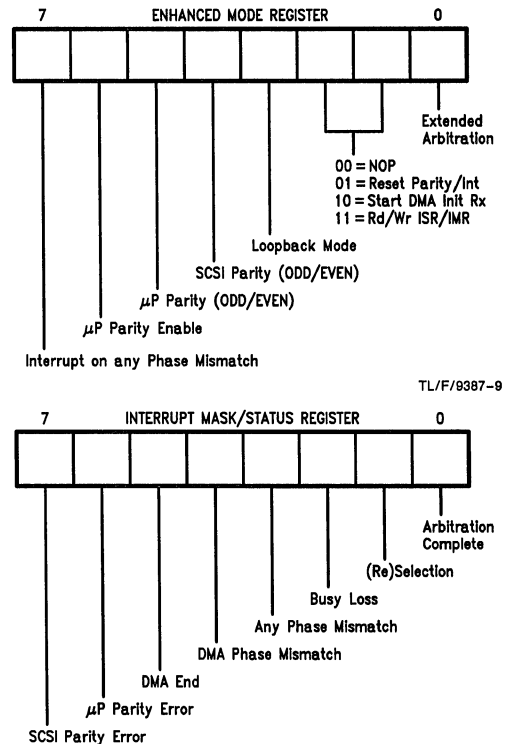 7 ENHANCED MODE REGISTER 0
Extended
Arbitration
00 = NOP
01 = Reset Parity/Int
10 = Start DMA Init Rx
11 = Rd/Wr ISR/IMR
Loopback Mode
SCSI Parity (ODD/EVEN)
μP Parity (ODD/EVEN)
μP Parity Enable
Interrupt on any Phase Mismatch
TL/F/9387-9
7 INTERRUPT MASK/STATUS REGISTER 0
Arbitration
Complete
(Re)Selection
Busy Loss
Any Phase Mismatch
DMA Phase Mismatch
DMA End
μP Parity Error
SCSI Parity Error